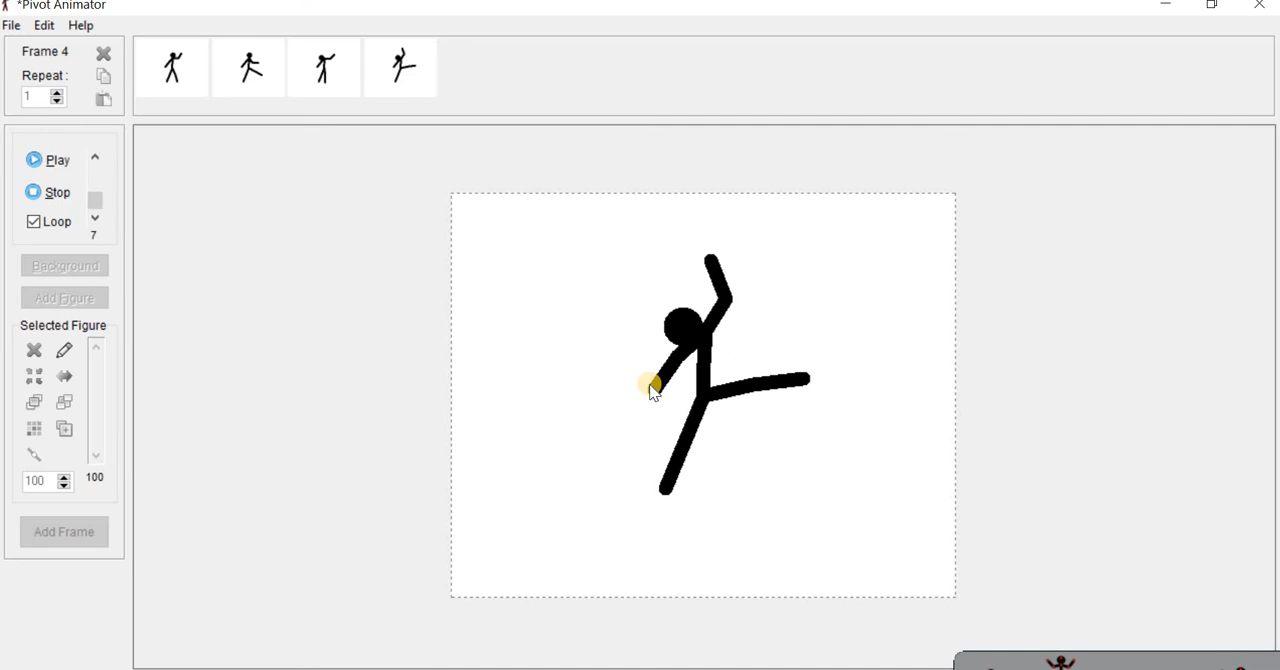 *Pivot Animator
File Edit Help
Frame 4
Repeat:
1
Play
Stop
Loop
7
Background
Add Figure
Selected Figure
100
100
Add Frame